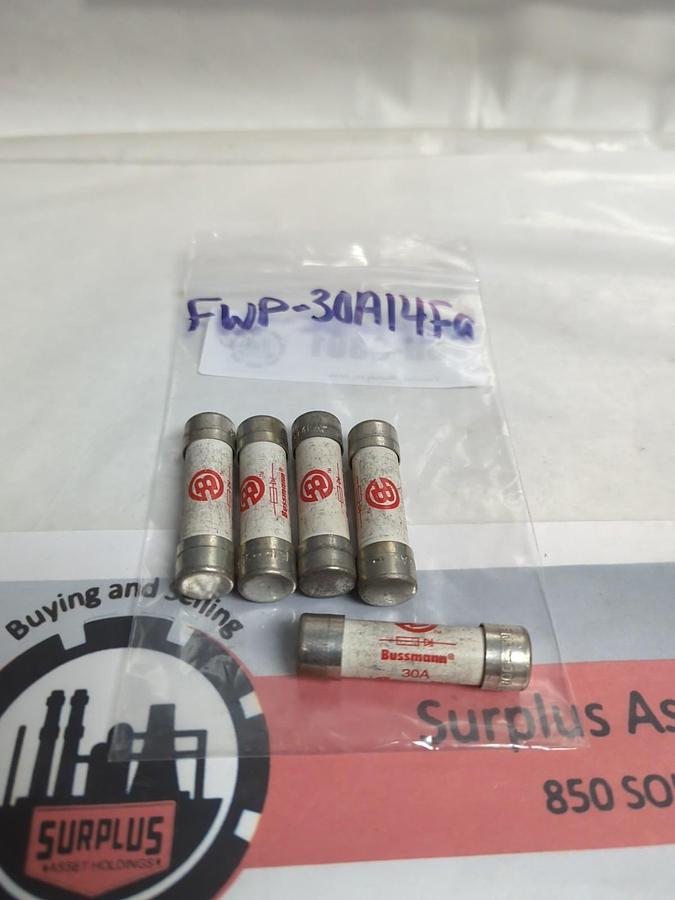 FWP-30A14Fa
Bussmann®
Bussmann®
30A
Buying and Selling
Surplus As
850 SO
SURPLUS
ASSET HOLDINGS